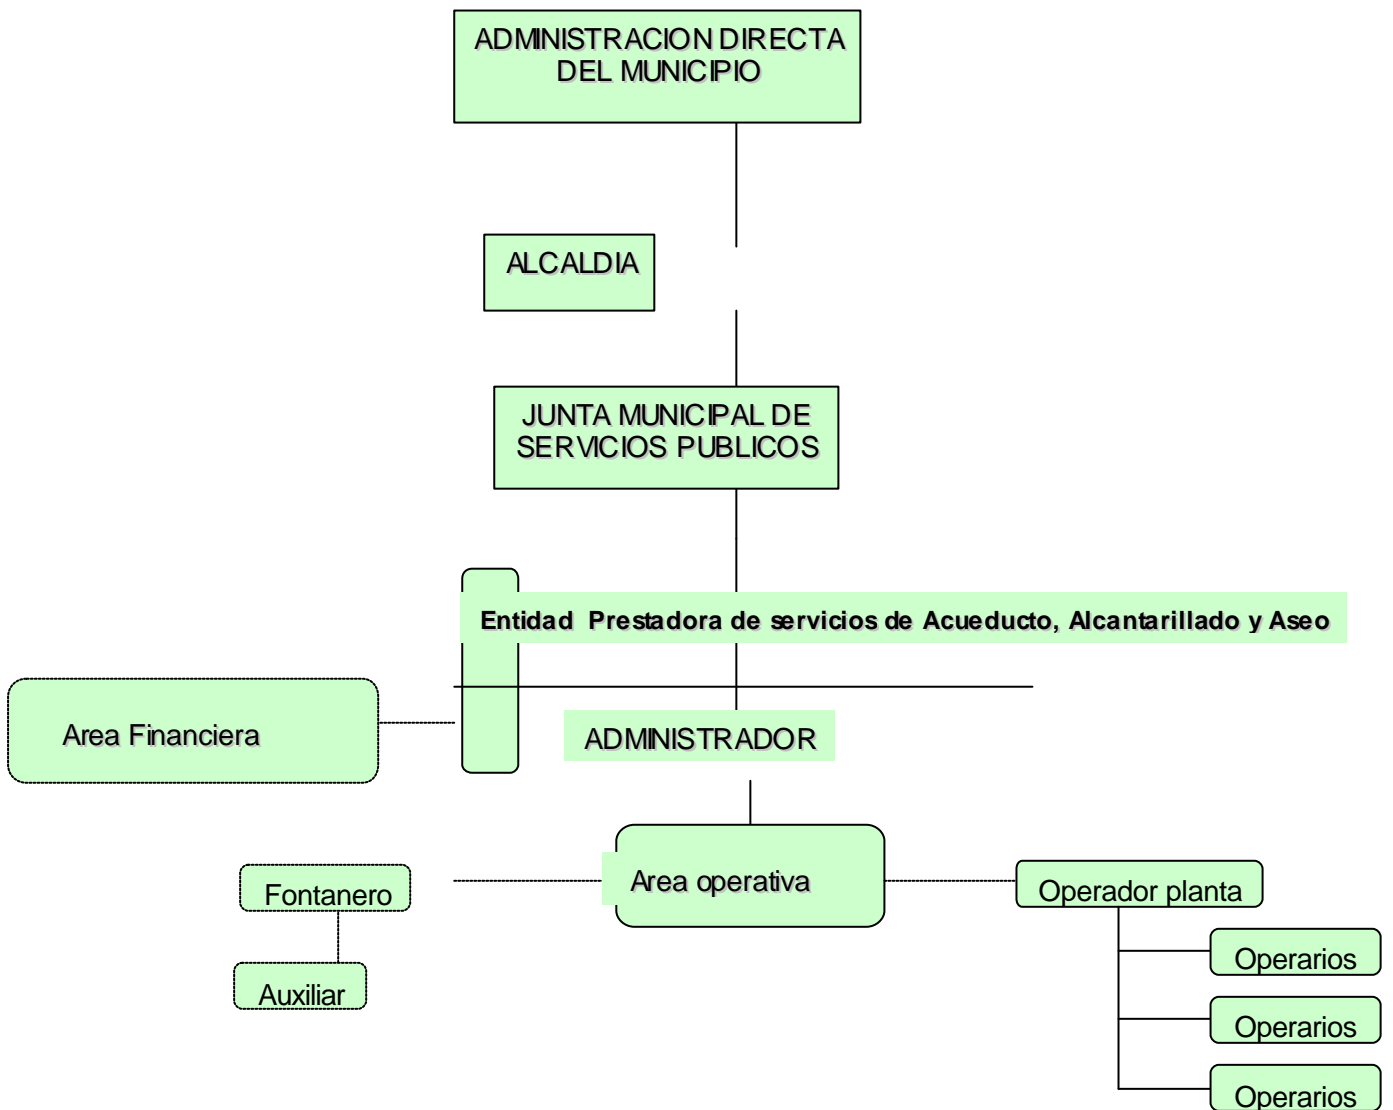 ADMINISTRACION DIRECTA
DEL MUNICIPIO
ALCALDIA
JUNTA MUNICIPAL DE
SERVICIOS PUBLICOS
Entidad Prestadora de servicios de Acueducto, Alcantarillado y Aseo
Area Financiera
ADMINISTRADOR
Area operativa
Fontanero
Operador planta
Auxiliar
Operarios
Operarios
Operarios